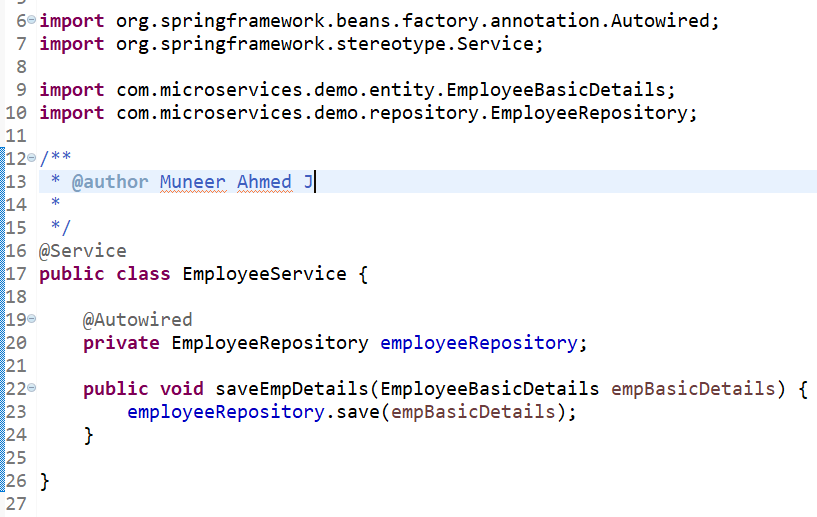 6 import org.springframework.beans.factory.annotation.Autowired;
7 import org.springframework.stereotype.Service;
8
9 import com.microservices.demo.entity.EmployeeBasicDetails;
10 import com.microservices.demo.repository.EmployeeRepository;
11
12 /**
13  * @author Muneer Ahmed J
14  *
15  */
16 @Service
17 public class EmployeeService {
18
19     @Autowired
20     private EmployeeRepository employeeRepository;
21
22     public void saveEmpDetails(EmployeeBasicDetails empBasicDetails) {
23         employeeRepository.save(empBasicDetails);
24     }
25
26 }
27